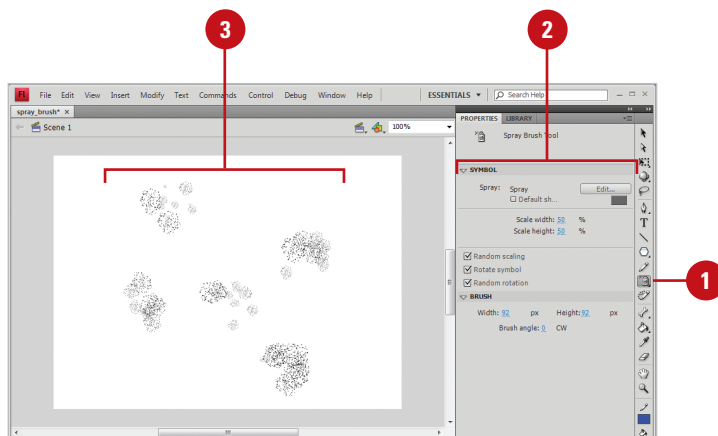 3
2
FL File Edit View Insert Modify Text Commands Control Debug Window Help ESSENTIALS Search Help
spray_brush* ×
Scene 1 100%
PROPERTIES LIBRARY
Spray Brush Tool
SYMBOL
Spray: Spray Edit...
Default sh...
Scale width: 50 %
Scale height: 50 %
Random scaling
Rotate symbol
Random rotation
BRUSH
Width: 92 px Height: 92 px
Brush angle: 0 CW
T
1